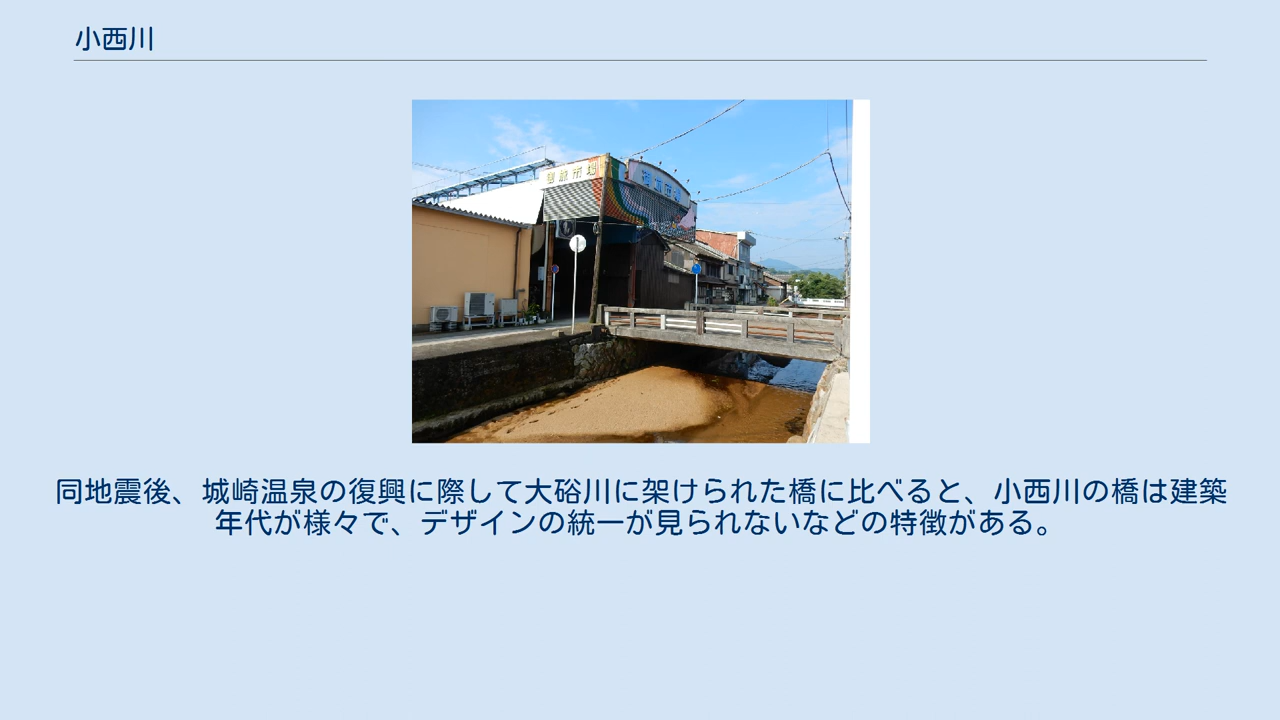 小西川
同地震後、城崎温泉の復興に際して大谿川に架けられた橋に比べると、小西川の橋は建築
年代が様々で、デザインの統一が見られないなどの特徴がある。